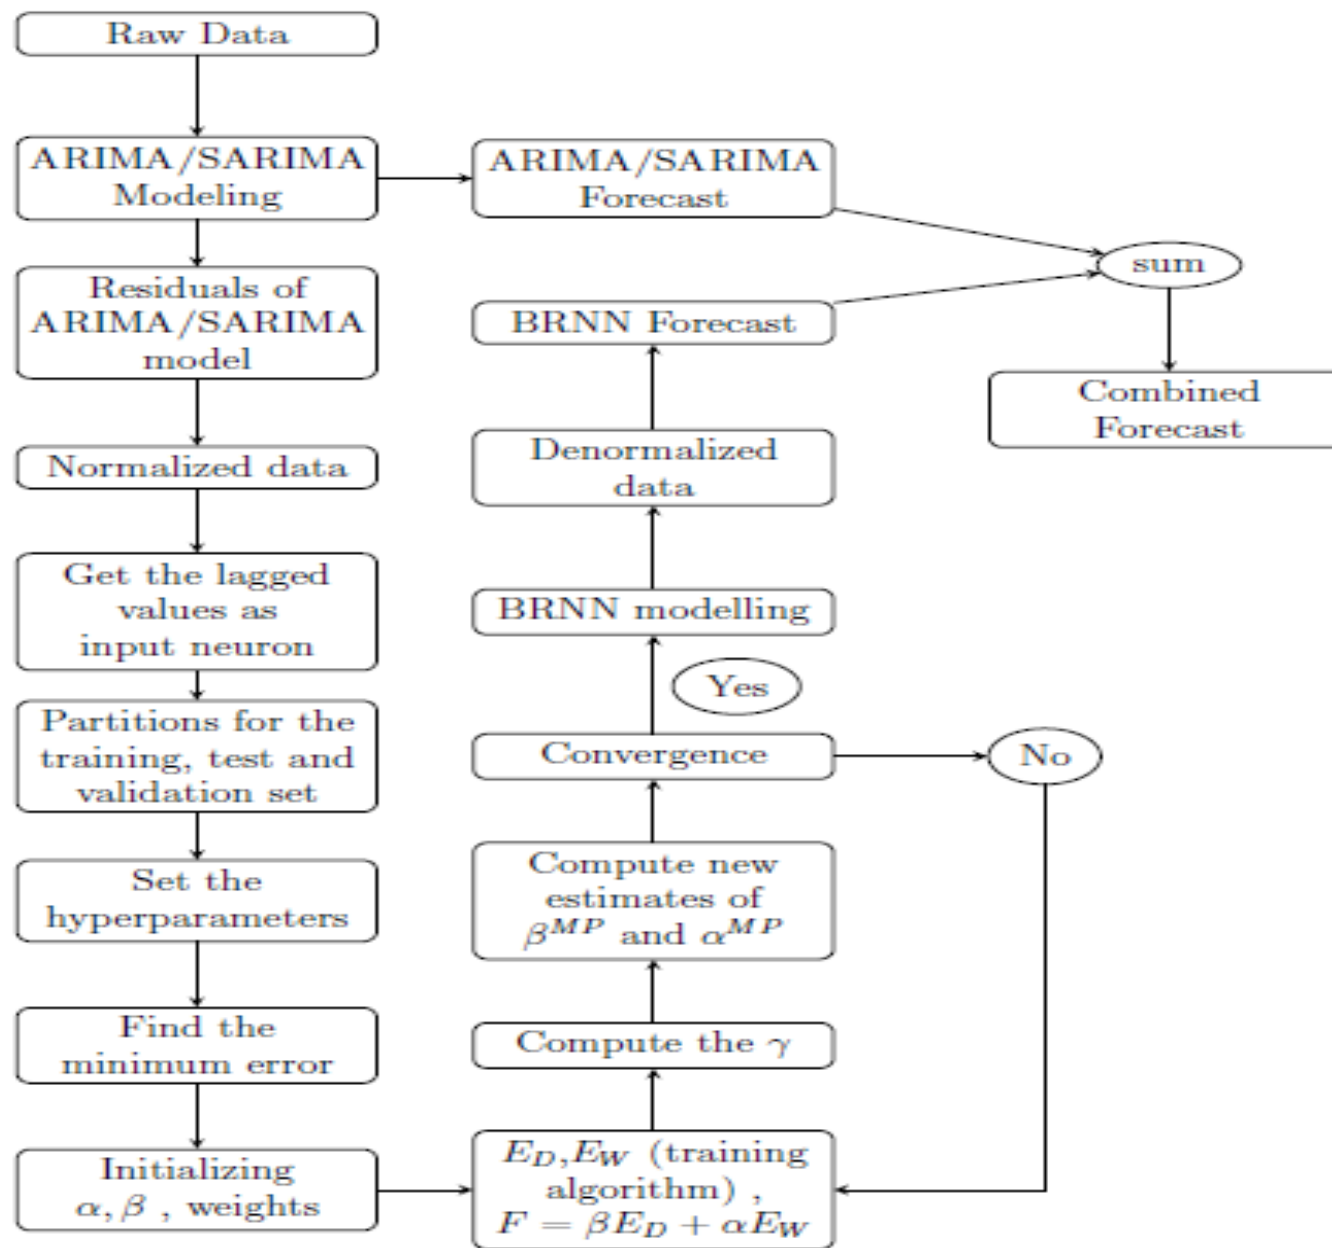 Raw Data
ARIMA/SARIMA
Modeling
Residuals of
ARIMA/SARIMA
model
Normalized data
Get the lagged
values as
input neuron
Partitions for the
training, test and
validation set
Set the
hyperparameters
Find the
minimum error
Initializing
α, β , weights
E_D,E_W (training
algorithm) ,
F = βE_D + αE_W
Compute the γ
Compute new
estimates of
β^{MP} and α^{MP}
Convergence
No
Yes
BRNN modelling
Denormalized
data
BRNN Forecast
ARIMA/SARIMA
Forecast
sum
Combined
Forecast